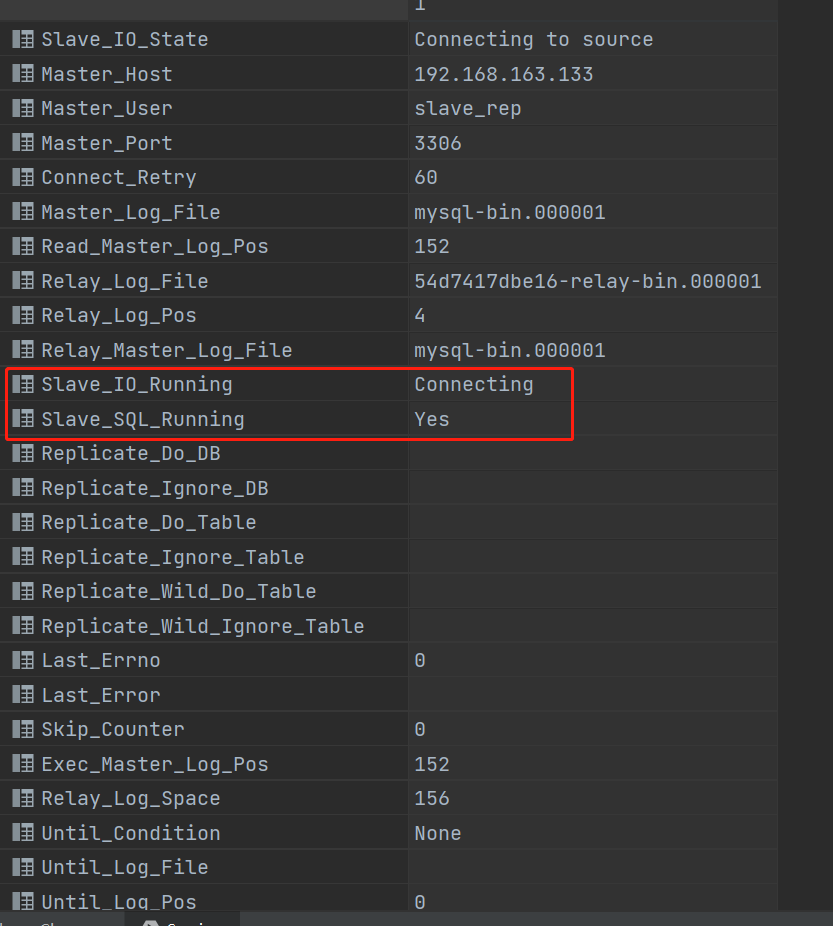 1
Slave_IO_State Connecting to source
Master_Host 192.168.163.133
Master_User slave_rep
Master_Port 3306
Connect_Retry 60
Master_Log_File mysql-bin.000001
Read_Master_Log_Pos 152
Relay_Log_File 54d7417dbe16-relay-bin.000001
Relay_Log_Pos 4
Relay_Master_Log_File mysql-bin.000001
Slave_IO_Running Connecting
Slave_SQL_Running Yes
Replicate_Do_DB
Replicate_Ignore_DB
Replicate_Do_Table
Replicate_Ignore_Table
Replicate_Wild_Do_Table
Replicate_Wild_Ignore_Table
Last_Errno 0
Last_Error
Skip_Counter 0
Exec_Master_Log_Pos 152
Relay_Log_Space 156
Until_Condition None
Until_Log_File
Until_Log_Pos 0